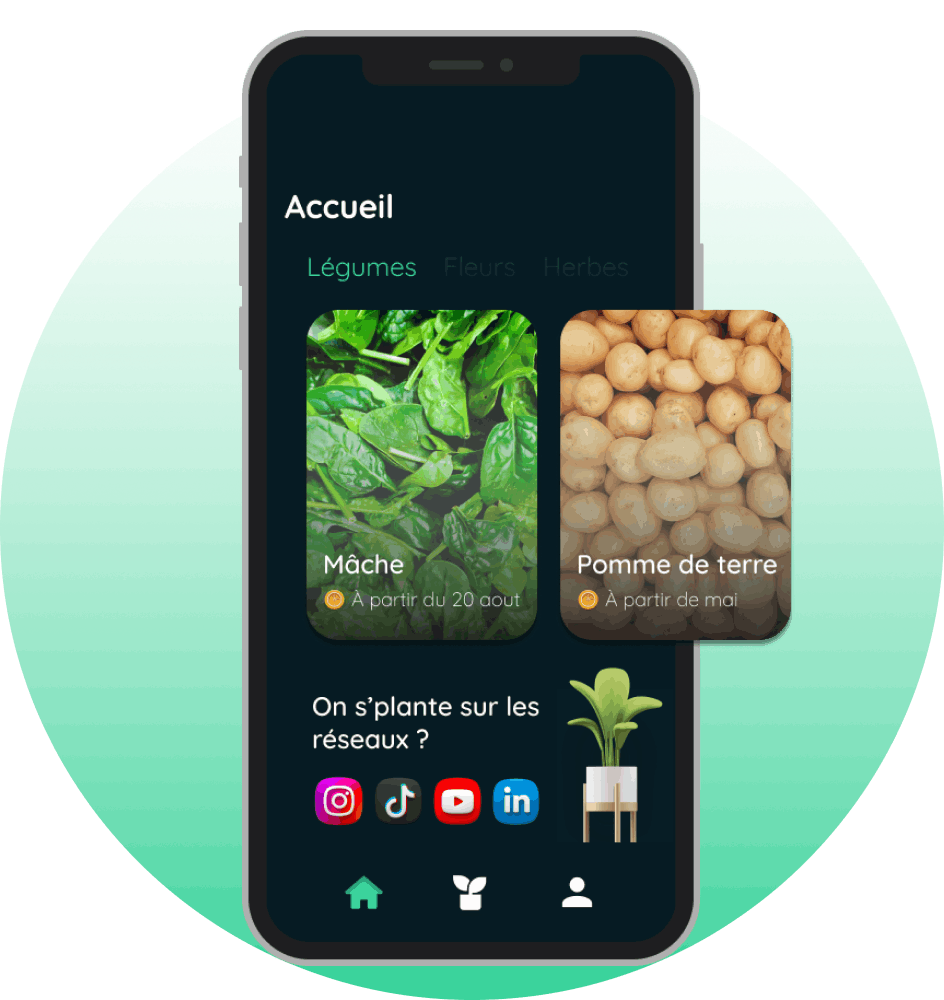 Accueil
Légumes Fleurs Herbes
Mâche
À partir du 20 aout
Pomme de terre
À partir de mai
On s’plante sur les
réseaux ?
in